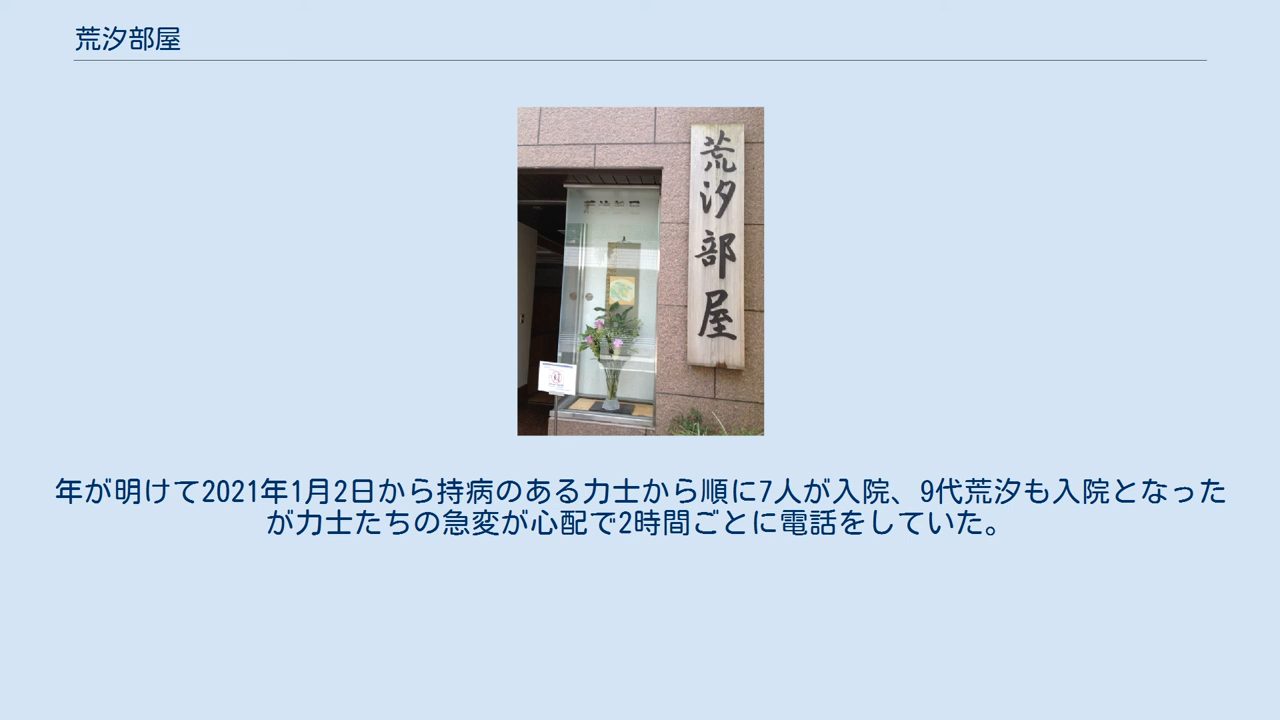 荒汐部屋
荒汐部屋
年が明けて2021年1月2日から持病のある力士から順に7人が入院、9代荒汐も入院となった
が力士たちの急変が心配で2時間ごとに電話をしていた。